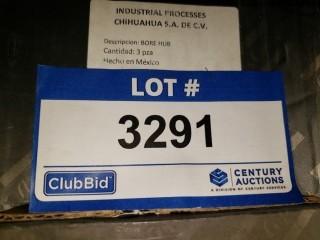 INDUSTRIAL PROCESSES
CHIHUAHUA S.A. DE C.V.
Descripcion: BORE HUB
Cantidad: 3 pza
Hecho en México
LOT #
3291
ClubBid
CENTURY
AUCTIONS
A DIVISION OF CENTURY SERVICES